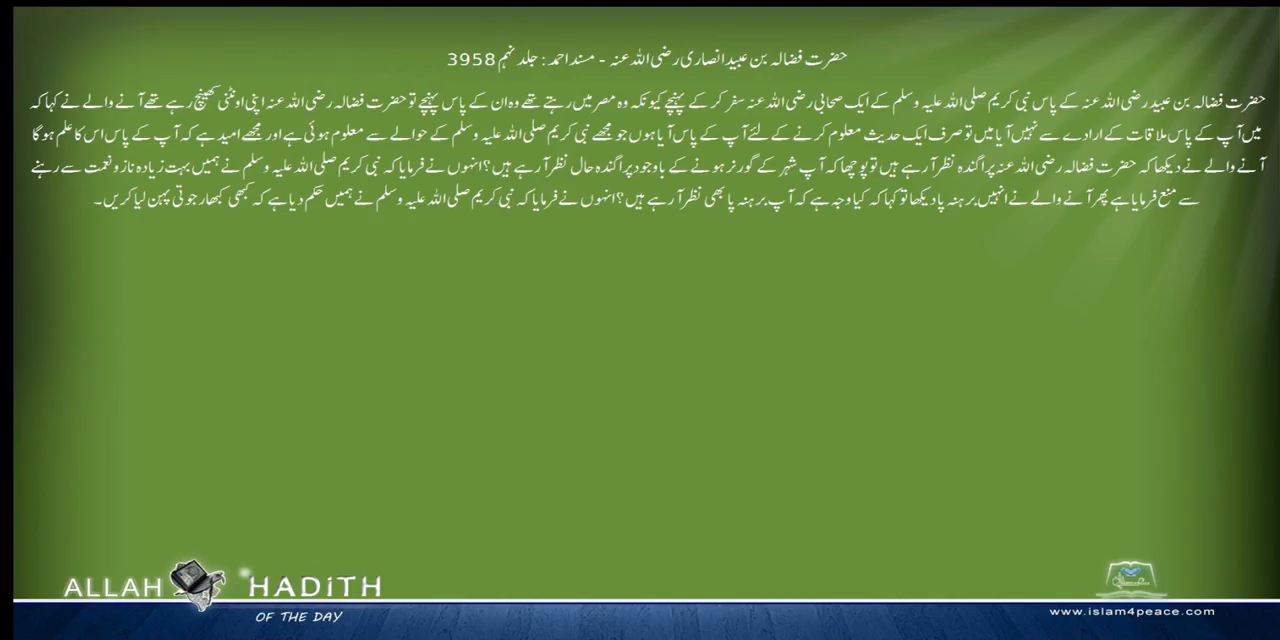 حضرت فضالہ بن عبید انصاری رضی اللہ عنہ - مسند احمد : جلد نہم 3958
حضرت فضالہ بن عبید رضی اللہ عنہ کے پاس نبی کریم صلی اللہ علیہ وسلم کے ایک صحابی رضی اللہ عنہ سفر کر کے پہنچے کیونکہ وہ مصر میں رہتے تھے وہ ان کے پاس پہنچے تو حضرت فضالہ رضی اللہ عنہ اپنی اونٹنی کھینچ رہے تھے آنے والے نے کہا کہ
میں آپ کے پاس ملاقات کے ارادے سے نہیں آیا میں تو صرف ایک حدیث معلوم کرنے کے لئے آپ کے پاس آیا ہوں جو مجھے نبی کریم صلی اللہ علیہ وسلم کے حوالے سے معلوم ہوئی ہے اور مجھے امید ہے کہ آپ کے پاس اس کا علم ہوگا
آنے والے نے دیکھا کہ حضرت فضالہ رضی اللہ عنہ پراگندہ نظر آ رہے ہیں تو پوچھا کہ آپ شہر کے گورنر ہونے کے باوجود پراگندہ حال نظر آ رہے ہیں؟ انہوں نے فرمایا کہ نبی کریم صلی اللہ علیہ وسلم نے ہمیں بہت زیادہ ناز و نعمت سے رہنے
سے منع فرمایا ہے پھر آنے والے نے انہیں برہنہ پا دیکھا تو کہا کہ کیا وجہ ہے کہ آپ برہنہ پا بھی نظر آ رہے ہیں؟ انہوں نے فرمایا کہ نبی کریم صلی اللہ علیہ وسلم نے ہمیں حکم دیا ہے کہ کبھی کبھار جوتی پہن لیا کریں۔
ALLAH HADITH
OF THE DAY
www.islam4peace.com